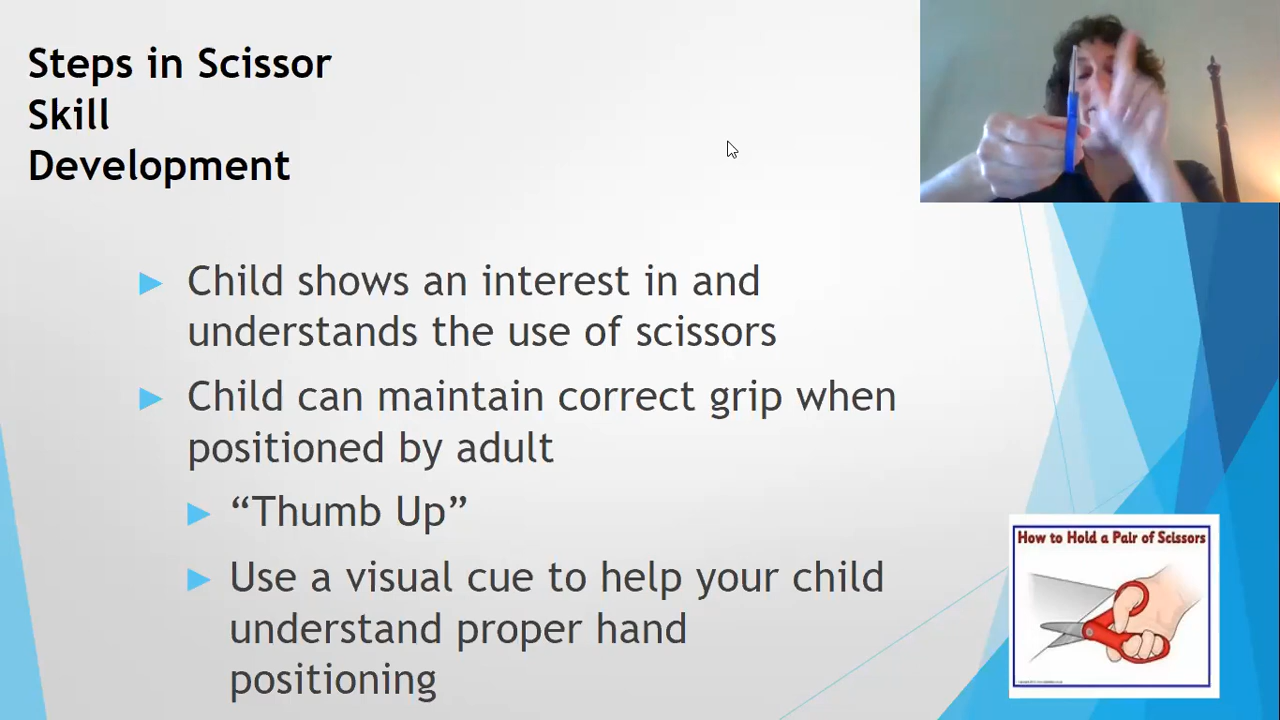 Steps in Scissor
Skill
Development
Child shows an interest in and
understands the use of scissors
Child can maintain correct grip when
positioned by adult
“Thumb Up”
Use a visual cue to help your child
understand proper hand
positioning
How to Hold a Pair of Scissors